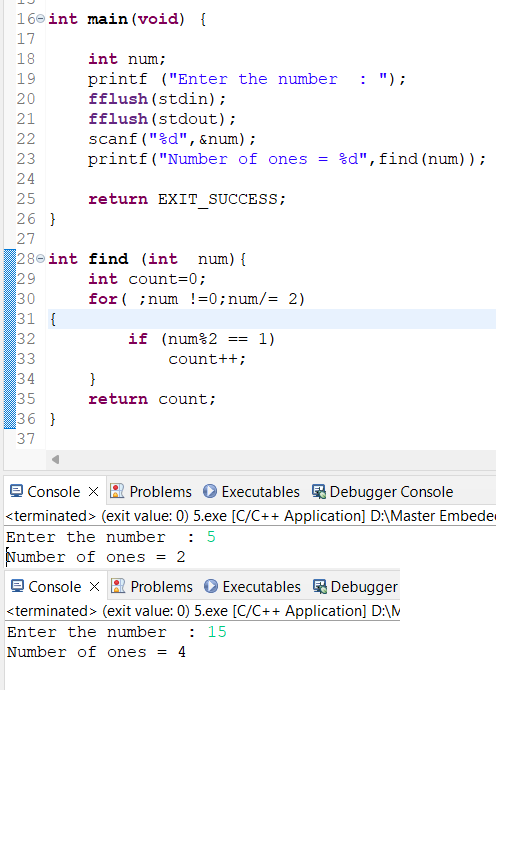 16 int main(void) {
17
18     int num;
19     printf ("Enter the number  : ");
20     fflush(stdin);
21     fflush(stdout);
22     scanf("%d",&num);
23     printf("Number of ones = %d",find(num));
24
25     return EXIT_SUCCESS;
26 }
27
28 int find (int  num){
29     int count=0;
30     for( ;num !=0;num/= 2)
31 {
32         if (num%2 == 1)
33             count++;
34     }
35     return count;
36 }
37
Console Problems Executables Debugger Console
<terminated> (exit value: 0) 5.exe [C/C++ Application] D:\Master Embede
Enter the number  : 5
Number of ones = 2
Console Problems Executables Debugger
<terminated> (exit value: 0) 5.exe [C/C++ Application] D:\M
Enter the number  : 15
Number of ones = 4